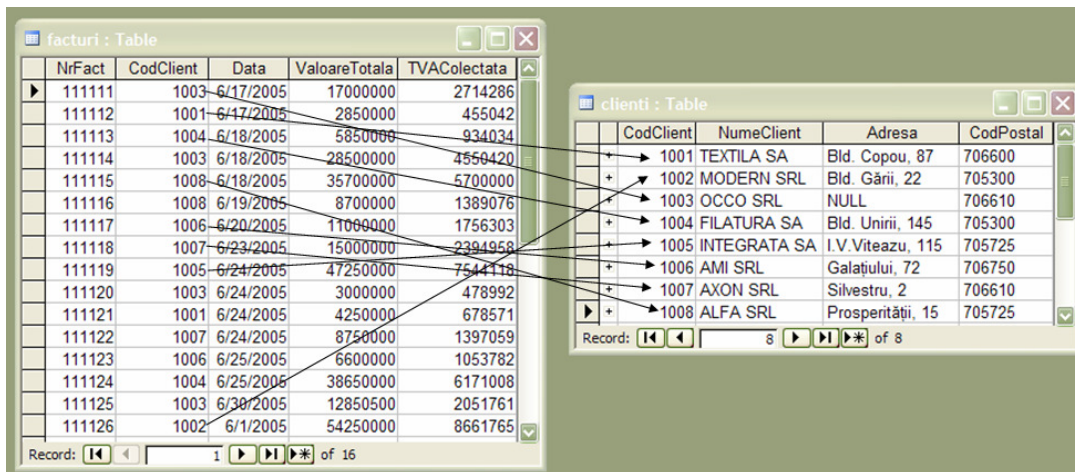 facturi : Table
NrFact CodClient Data ValoareTotala TVAColectata
111111 1003 6/17/2005 17000000 2714286
111112 1001 6/17/2005 2850000 455042
111113 1004 6/18/2005 5850000 934034
111114 1003 6/18/2005 28500000 4550420
111115 1008 6/18/2005 35700000 5700000
111116 1008 6/19/2005 8700000 1389076
111117 1006 6/20/2005 11000000 1756303
111118 1007 6/23/2005 15000000 2394958
111119 1005 6/24/2005 47250000 7544118
111120 1003 6/24/2005 3000000 478992
111121 1001 6/24/2005 4250000 678571
111122 1007 6/24/2005 8750000 1397059
111123 1006 6/25/2005 6600000 1053782
111124 1004 6/25/2005 38650000 6171008
111125 1003 6/30/2005 12850500 2051761
111126 1002 6/1/2005 54250000 8661765
Record: 1 of 16
clienti : Table
CodClient NumeClient Adresa CodPostal
1001 TEXTILA SA Bld. Copou, 87 706600
1002 MODERN SRL Bld. Gării, 22 705300
1003 OCCO SRL NULL 706610
1004 FILATURA SA Bld. Unirii, 145 705300
1005 INTEGRATA SA I.V.Viteazu, 115 705725
1006 AMI SRL Galațiului, 72 706750
1007 AXON SRL Silvestru, 2 706610
1008 ALFA SRL Prosperității, 15 705725
Record: 8 of 8